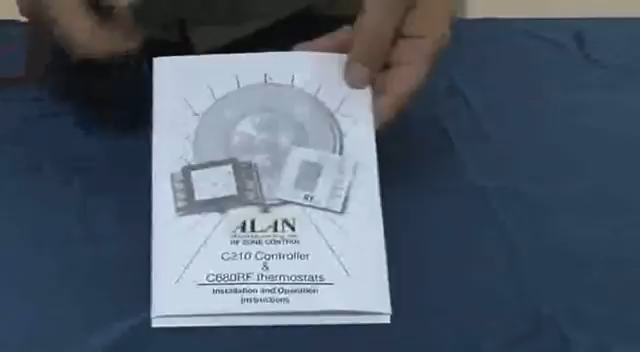 ALAN
RF ZONE CONTROL
C210 Controller
&
C680RF thermostats
Installation and Operation
Instructions